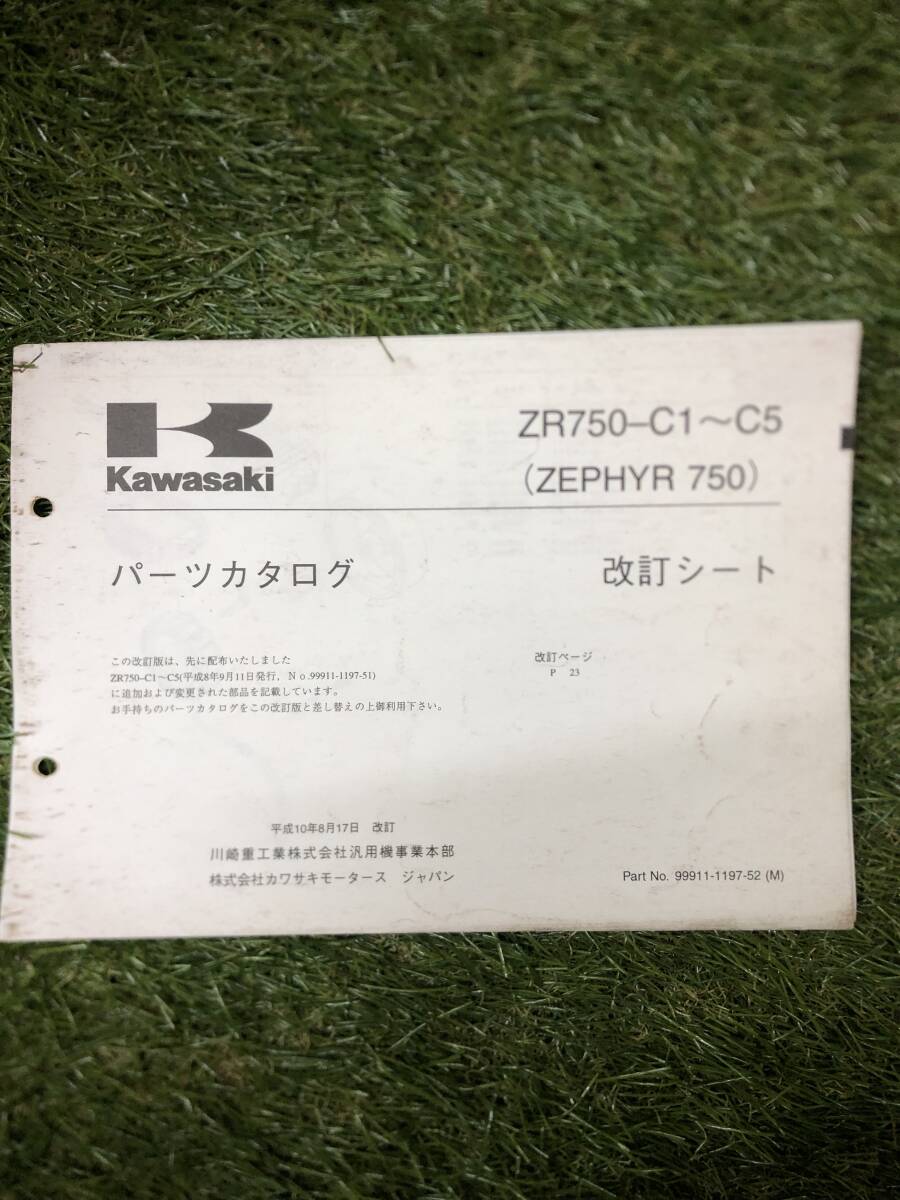 Kawasaki
ZR750-C1～C5
（ZEPHYR 750）
パーツカタログ
改訂シート
この改訂版は、先に配布いたしました
ZR750-C1～C5(平成8年9月11日発行，No.99911-1197-51)
に追加および変更された部品を記載しています。
お手持ちのパーツカタログをこの改訂版と差し替えの上御利用下さい。
改訂ページ
P 23
平成10年8月17日 改訂
川崎重工業株式会社汎用機事業本部
株式会社カワサキモータース ジャパン
Part No. 99911-1197-52 (M)